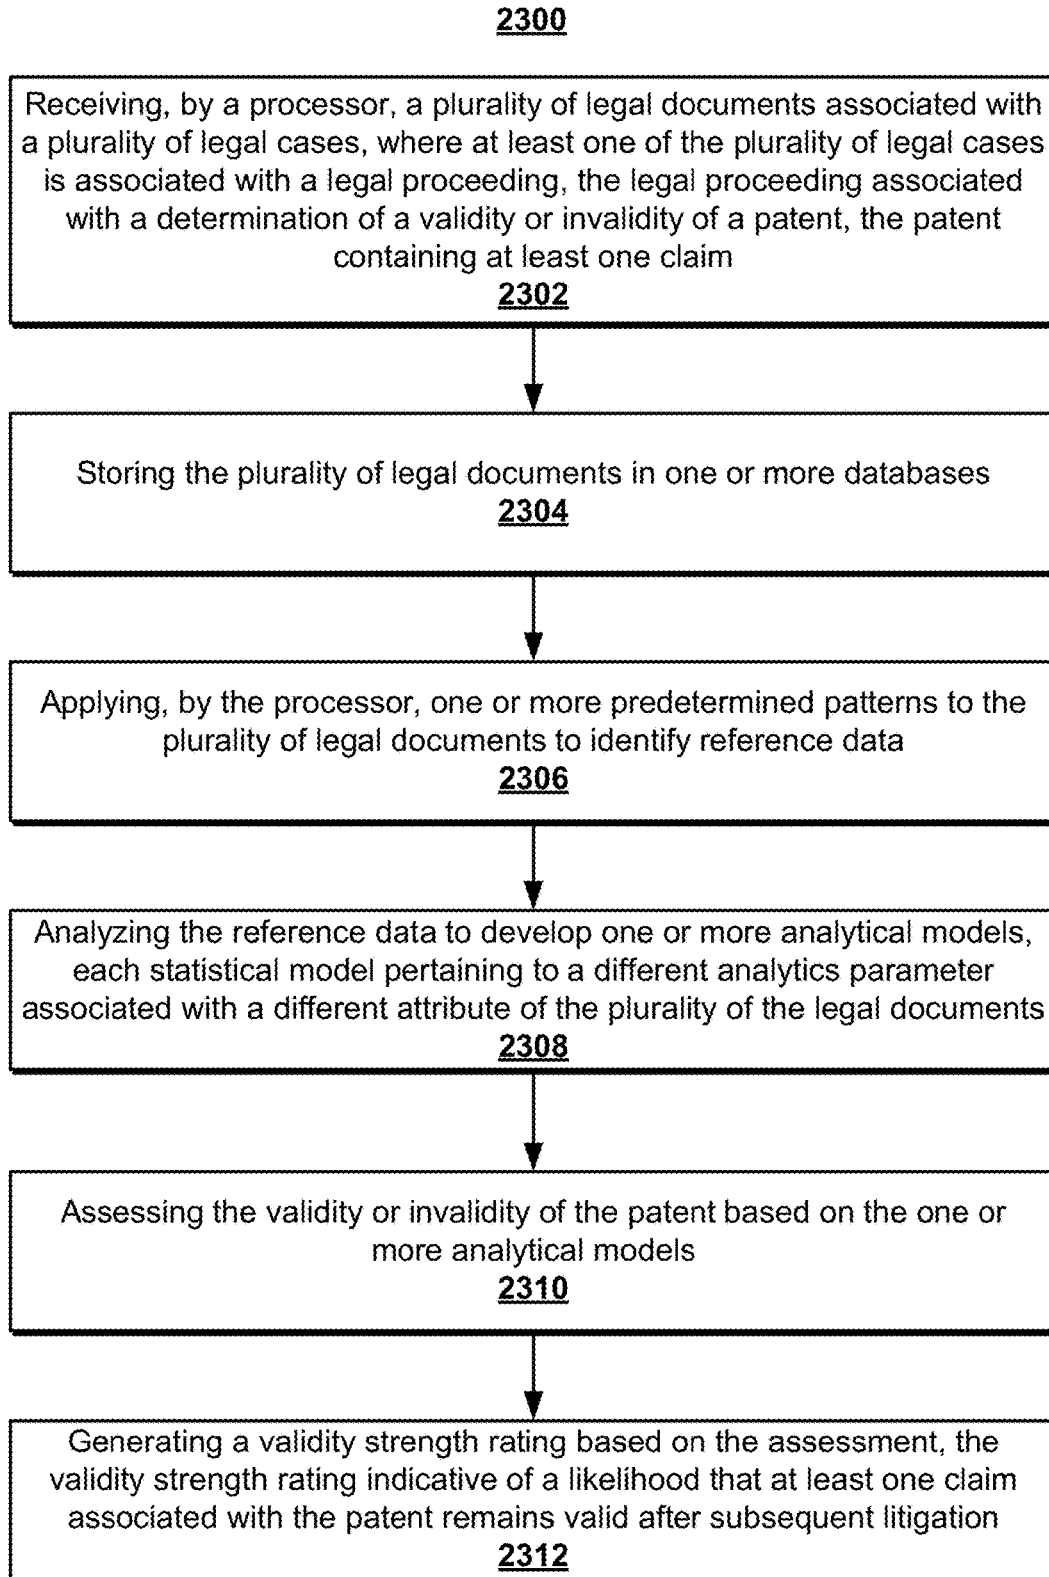 2300
Receiving, by a processor, a plurality of legal documents associated with
a plurality of legal cases, where at least one of the plurality of legal cases
is associated with a legal proceeding, the legal proceeding associated
with a determination of a validity or invalidity of a patent, the patent
containing at least one claim
2302
Storing the plurality of legal documents in one or more databases
2304
Applying, by the processor, one or more predetermined patterns to the
plurality of legal documents to identify reference data
2306
Analyzing the reference data to develop one or more analytical models,
each statistical model pertaining to a different analytics parameter
associated with a different attribute of the plurality of the legal documents
2308
Assessing the validity or invalidity of the patent based on the one or
more analytical models
2310
Generating a validity strength rating based on the assessment, the
validity strength rating indicative of a likelihood that at least one claim
associated with the patent remains valid after subsequent litigation
2312